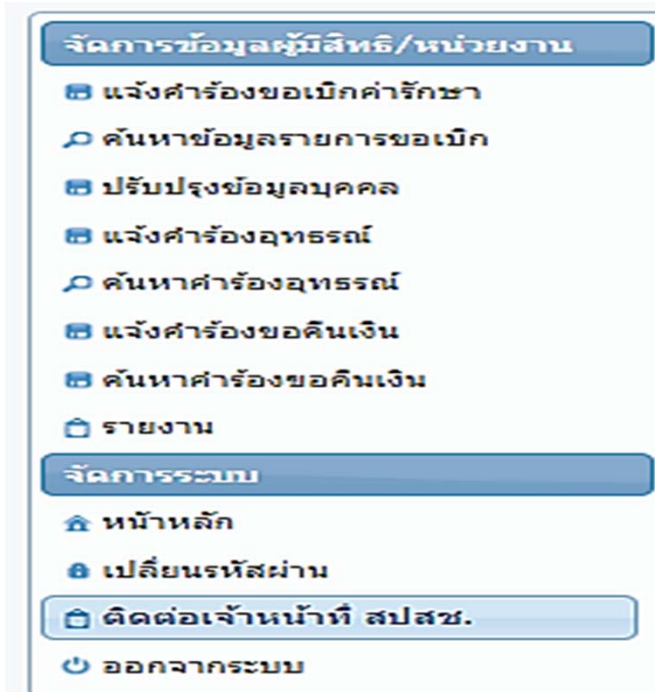 จัดการข้อมูลผู้มีสิทธิ/หน่วยงาน
แจ้งคำร้องขอเบิกค่ารักษา
ค้นหาข้อมูลรายการขอเบิก
ปรับปรุงข้อมูลบุคคล
แจ้งคำร้องอุทธรณ์
ค้นหาคำร้องอุทธรณ์
แจ้งคำร้องขอคืนเงิน
ค้นหาคำร้องขอคืนเงิน
รายงาน
จัดการระบบ
หน้าหลัก
เปลี่ยนรหัสผ่าน
ติดต่อเจ้าหน้าที่ สปสช.
ออกจากระบบ